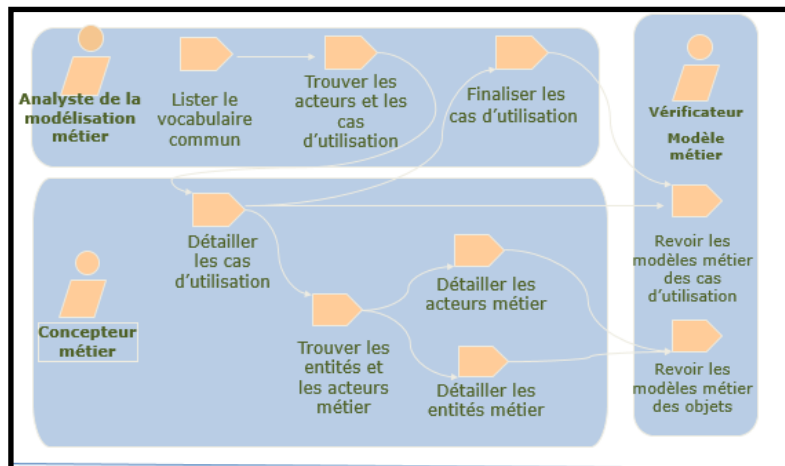 Analyste de la
modélisation
métier
Lister le
vocabulaire
commun
Trouver les
acteurs et les
cas
d'utilisation
Finaliser les
cas d'utilisation
Vérificateur
Modèle
métier
Revoir les
modèles métier
des cas
d'utilisation
Revoir les
modèles métier
des objets
Concepteur
métier
Détailler
les cas
d'utilisation
Trouver les
entités et
les acteurs
métier
Détailler les
acteurs métier
Détailler les
entités métier